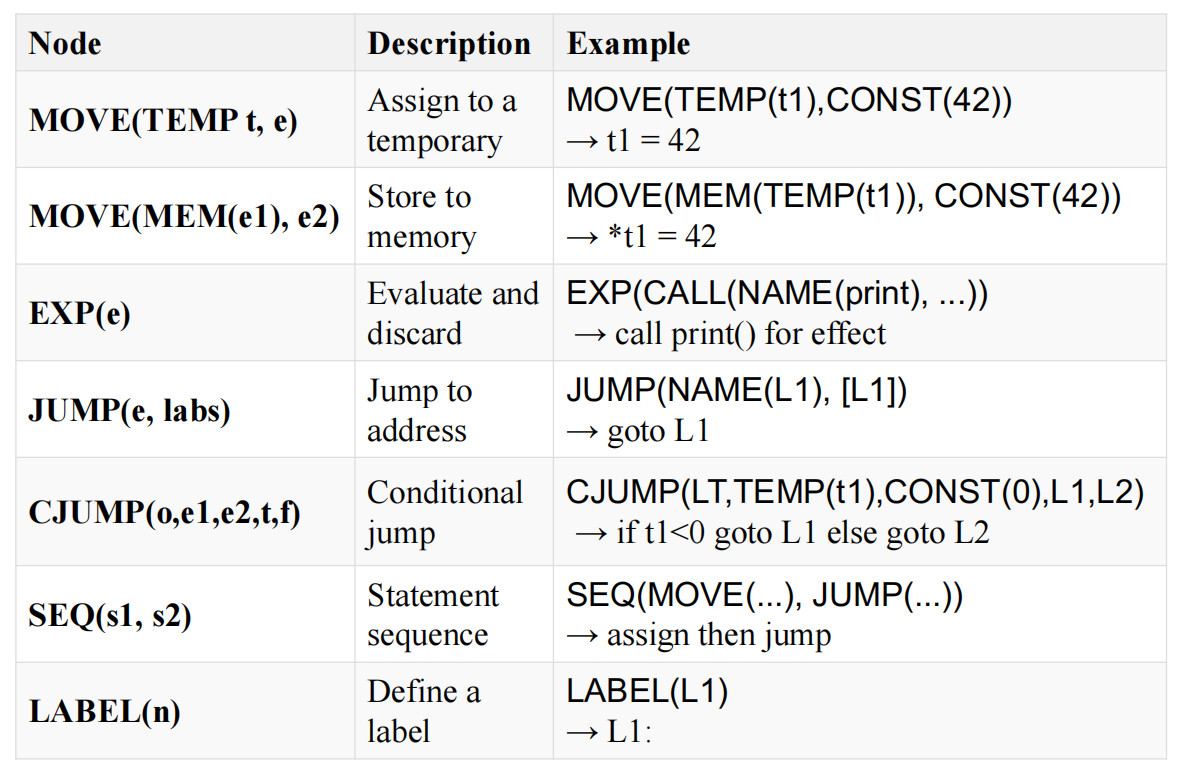 Node Description Example
MOVE(TEMP t, e) Assign to a temporary MOVE(TEMP(t1),CONST(42))
→ t1 = 42
MOVE(MEM(e1), e2) Store to memory MOVE(MEM(TEMP(t1)), CONST(42))
→ *t1 = 42
EXP(e) Evaluate and discard EXP(CALL(NAME(print), ...))
→ call print() for effect
JUMP(e, labs) Jump to address JUMP(NAME(L1), [L1])
→ goto L1
CJUMP(o,e1,e2,t,f) Conditional jump CJUMP(LT,TEMP(t1),CONST(0),L1,L2)
→ if t1<0 goto L1 else goto L2
SEQ(s1, s2) Statement sequence SEQ(MOVE(...), JUMP(...))
→ assign then jump
LABEL(n) Define a label LABEL(L1)
→ L1: